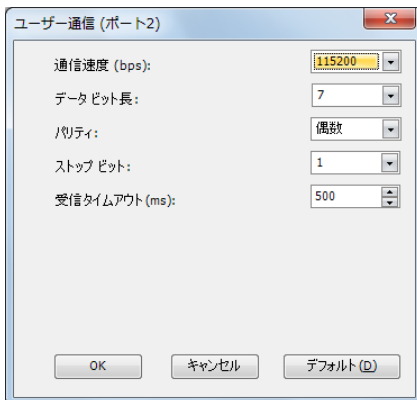 ユーザー通信 (ポート2)
通信速度 (bps): 115200
データ ビット長: 7
パリティ: 偶数
ストップ ビット: 1
受信タイムアウト(ms): 500
OK キャンセル デフォルト(D)